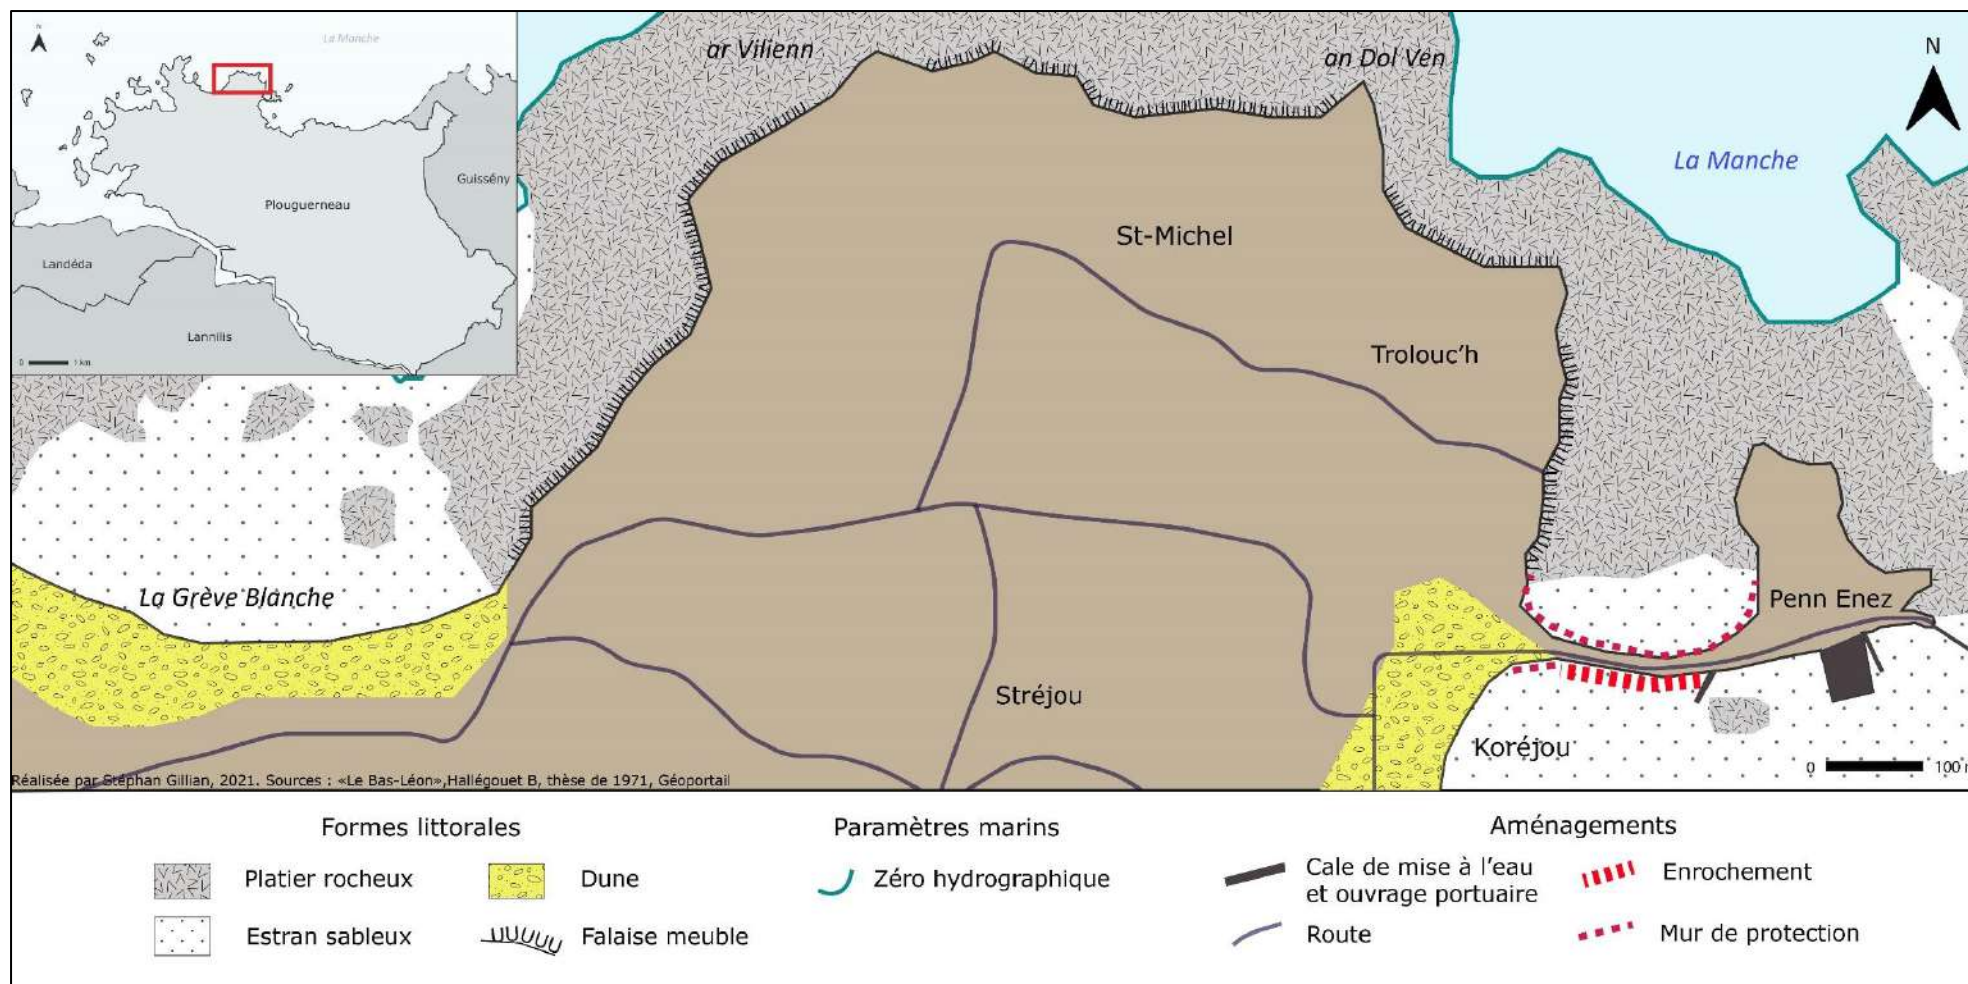 N
La Manche
Guissény
Plouguerneau
Landéda
Lannilis
0 1 km
ar Vilienn
an Dol Ven
N
La Manche
St-Michel
Trolouc'h
La Grève Blanche
Penn Enez
Stréjou
Koréjou
0 100 m
Réalisée par Stéphan Gillian, 2021. Sources : «Le Bas-Léon»,Hallégouet B, thèse de 1971, Géoportail
Formes littorales
Platier rocheux
Dune
Estran sableux
Falaise meuble
Paramètres marins
Zéro hydrographique
Aménagements
Cale de mise à l'eau
et ouvrage portuaire
Enrochement
Route
Mur de protection